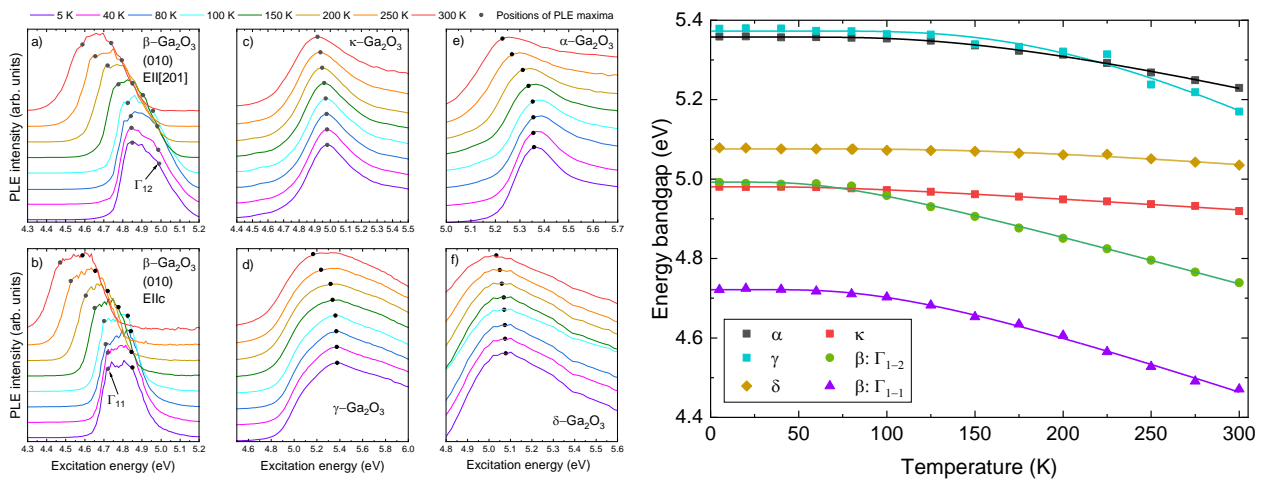 5 K 40 K 80 K 100 K 150 K 200 K 250 K 300 K Positions of PLE maxima
a) β−Ga₂O₃
(010)
EII[201]
Γ₁₂
c) κ−Ga₂O₃
e) α−Ga₂O₃
PLE intensity (arb. units)
4.3 4.4 4.5 4.6 4.7 4.8 4.9 5.0 5.1 5.2
4.4 4.5 4.6 4.7 4.8 4.9 5.0 5.1 5.2 5.3 5.4 5.5
5.0 5.1 5.2 5.3 5.4 5.5 5.6 5.7
b) β−Ga₂O₃
(010)
EIIc
Γ₁₁
d)
γ−Ga₂O₃
f)
δ−Ga₂O₃
PLE intensity (arb. units)
4.3 4.4 4.5 4.6 4.7 4.8 4.9 5.0 5.1 5.2
4.6 4.8 5.0 5.2 5.4 5.6 5.8 6.0
4.8 4.9 5.0 5.1 5.2 5.3 5.4 5.5 5.6
Excitation energy (eV) Excitation energy (eV) Excitation energy (eV)
5.4
5.2
5.0
4.8
4.6
4.4
Energy bandgap (eV)
α κ
γ β: Γ₁₋₂
δ β: Γ₁₋₁
0 50 100 150 200 250 300
Temperature (K)